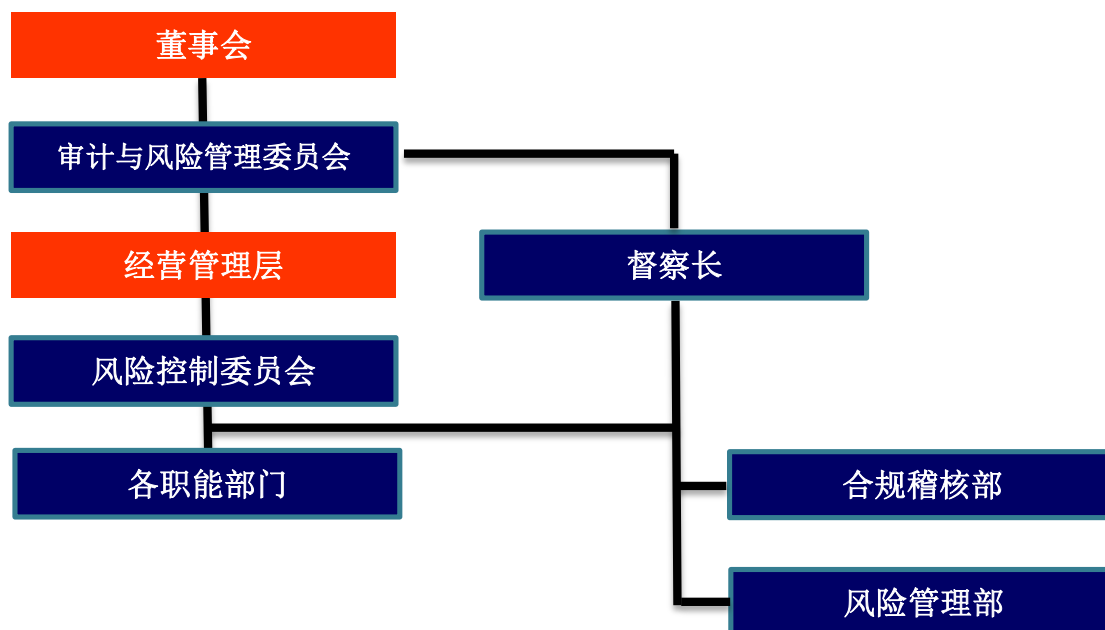 董事会
审计与风险管理委员会
经营管理层
督察长
风险控制委员会
各职能部门
合规稽核部
风险管理部